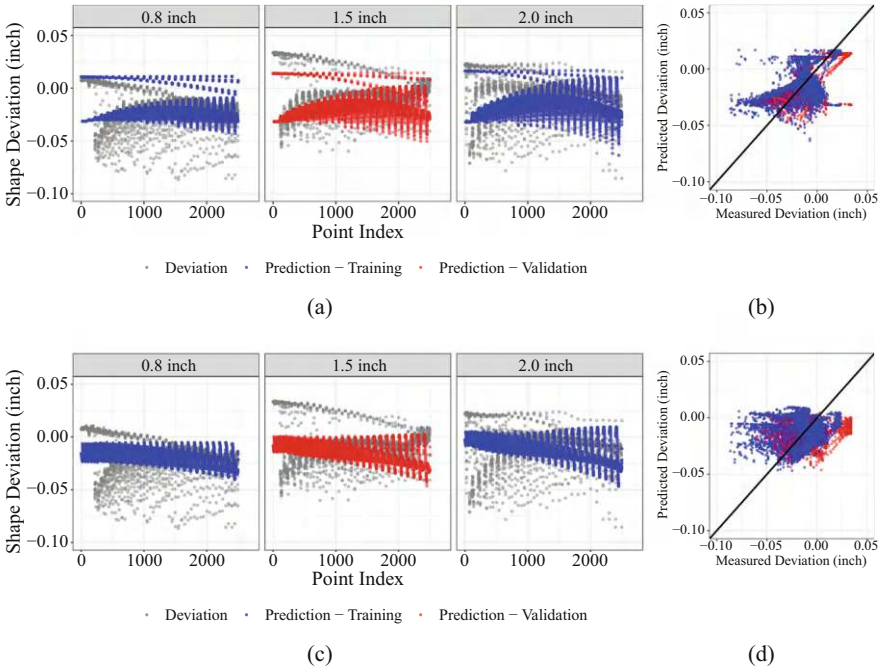 0.8 inch 1.5 inch 2.0 inch
0.05
0.00
−0.05
−0.10
Shape Deviation (inch)
0 1000 2000 0 1000 2000 0 1000 2000
Point Index
Deviation Prediction − Training Prediction − Validation
(a)
0.05
0.00
−0.05
−0.10
Predicted Deviation (inch)
−0.10 −0.05 0.00 0.05
Measured Deviation (inch)
(b)
0.8 inch 1.5 inch 2.0 inch
0.05
0.00
−0.05
−0.10
Shape Deviation (inch)
0 1000 2000 0 1000 2000 0 1000 2000
Point Index
Deviation Prediction − Training Prediction − Validation
(c)
0.05
0.00
−0.05
−0.10
Predicted Deviation (inch)
−0.10 −0.05 0.00 0.05
Measured Deviation (inch)
(d)